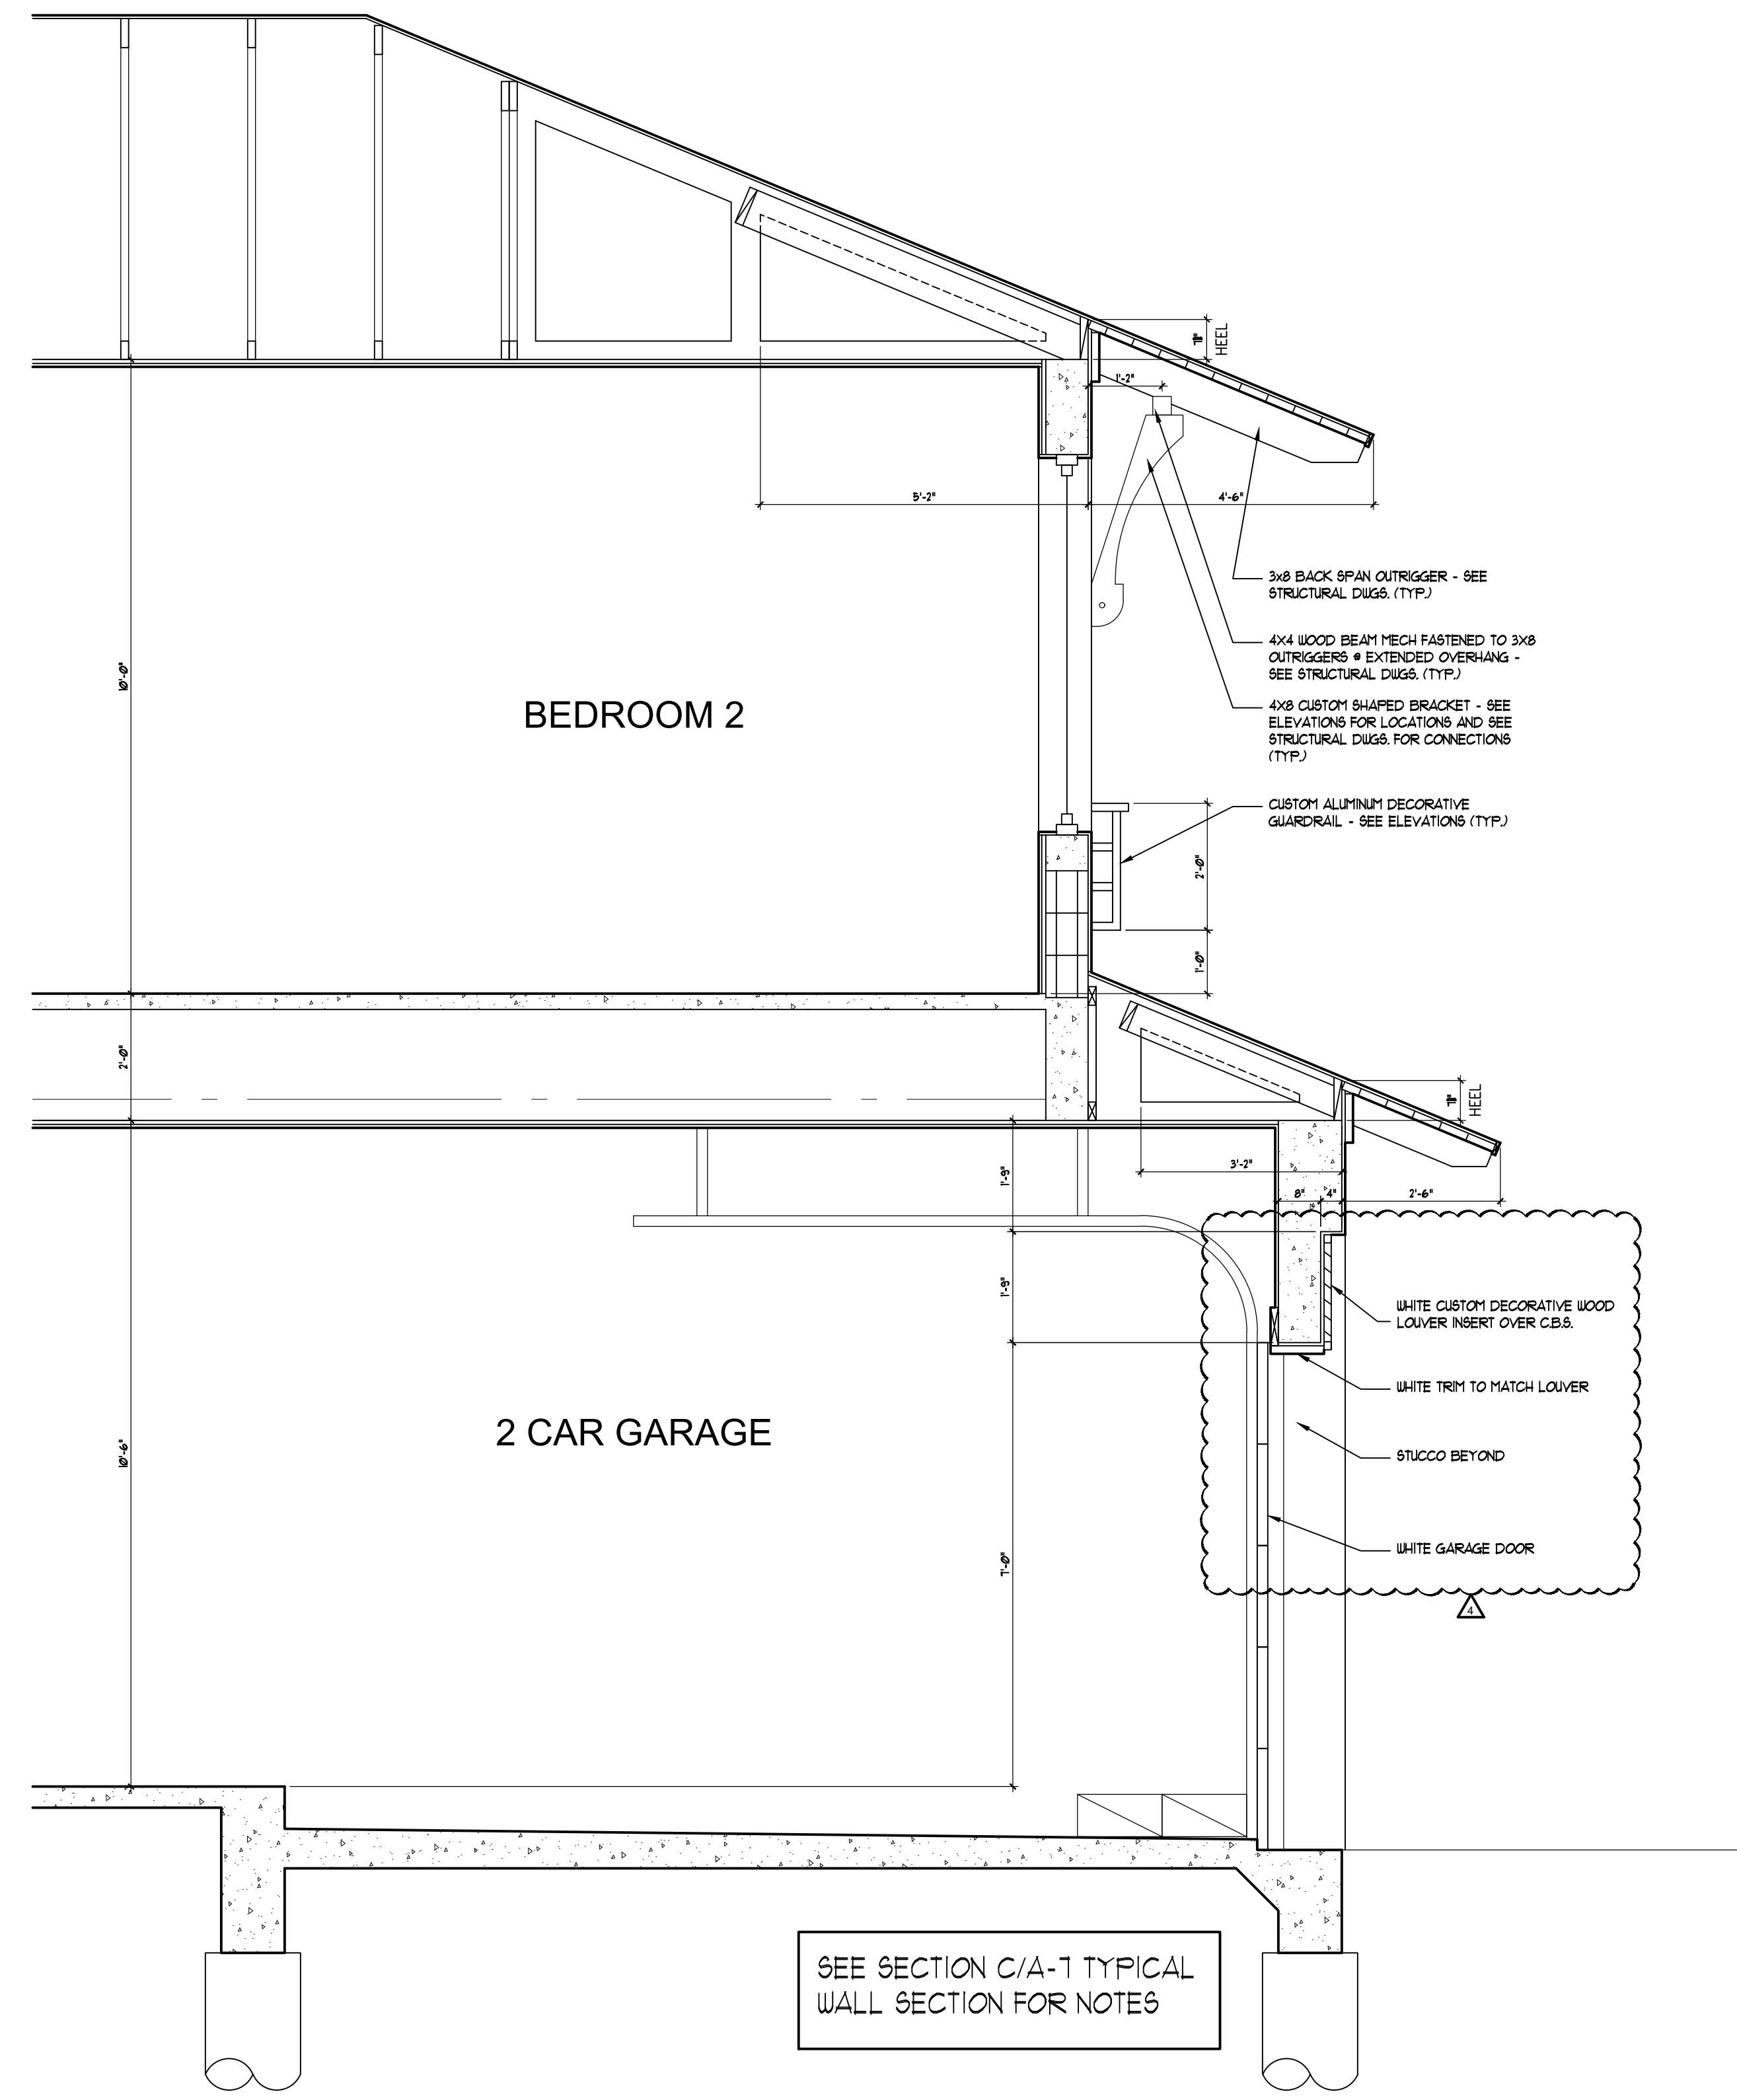 HEEL
1'-2"
5'-2"
4'-6"
3x8 BACK SPAN OUTRIGGER - SEE
STRUCTURAL DWGS. (TYP.)
4X4 WOOD BEAM MECH FASTENED TO 3X8
OUTRIGGERS @ EXTENDED OVERHANG -
SEE STRUCTURAL DWGS. (TYP.)
10'-0"
BEDROOM 2
4X8 CUSTOM SHAPED BRACKET - SEE
ELEVATIONS FOR LOCATIONS AND SEE
STRUCTURAL DWGS. FOR CONNECTIONS
(TYP.)
CUSTOM ALUMINUM DECORATIVE
GUARDRAIL - SEE ELEVATIONS (TYP.)
2'-0"
1'-0"
2'-0"
HEEL
1'-9"
3'-2"
8"
4"
2'-6"
1'-9"
WHITE CUSTOM DECORATIVE WOOD
LOUVER INSERT OVER C.B.S.
WHITE TRIM TO MATCH LOUVER
10'-6"
2 CAR GARAGE
STUCCO BEYOND
7'-0"
WHITE GARAGE DOOR
4
SEE SECTION C/A-7 TYPICAL
WALL SECTION FOR NOTES